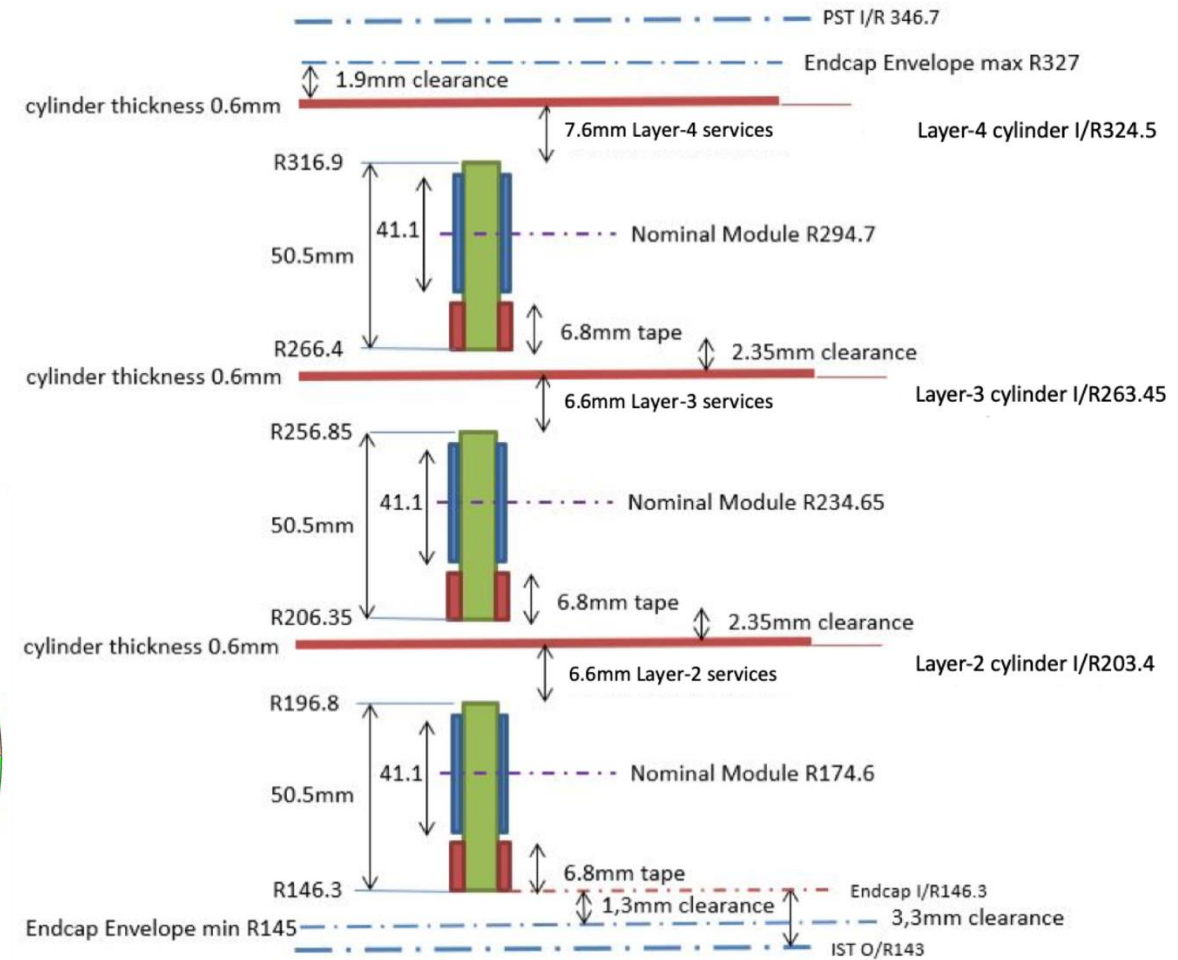 PST I/R 346.7
Endcap Envelope max R327
1.9mm clearance
cylinder thickness 0.6mm
7.6mm Layer-4 services
Layer-4 cylinder I/R324.5
R316.9
41.1
Nominal Module R294.7
50.5mm
6.8mm tape
R266.4
2.35mm clearance
cylinder thickness 0.6mm
Layer-3 cylinder I/R263.45
6.6mm Layer-3 services
R256.85
41.1
Nominal Module R234.65
50.5mm
6.8mm tape
R206.35
2.35mm clearance
cylinder thickness 0.6mm
Layer-2 cylinder I/R203.4
6.6mm Layer-2 services
R196.8
41.1
Nominal Module R174.6
50.5mm
6.8mm tape
R146.3
Endcap I/R146.3
1,3mm clearance
3,3mm clearance
Endcap Envelope min R145
IST O/R143